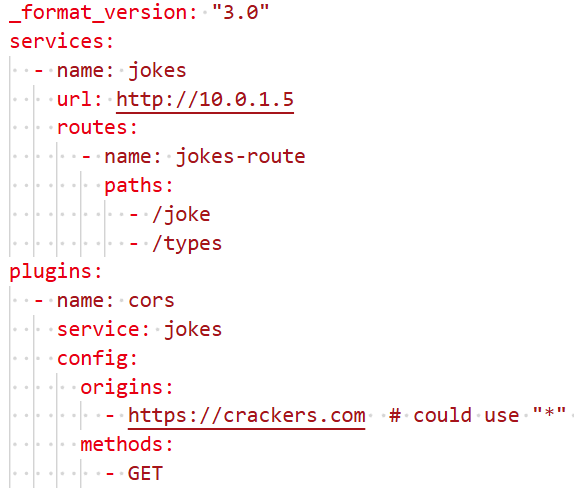 _format_version: "3.0"
services:
  - name: jokes
    url: http://10.0.1.5
    routes:
      - name: jokes-route
        paths:
          - /joke
          - /types
plugins:
  - name: cors
    service: jokes
    config:
      origins:
        - https://crackers.com  # could use "*"
      methods:
        - GET